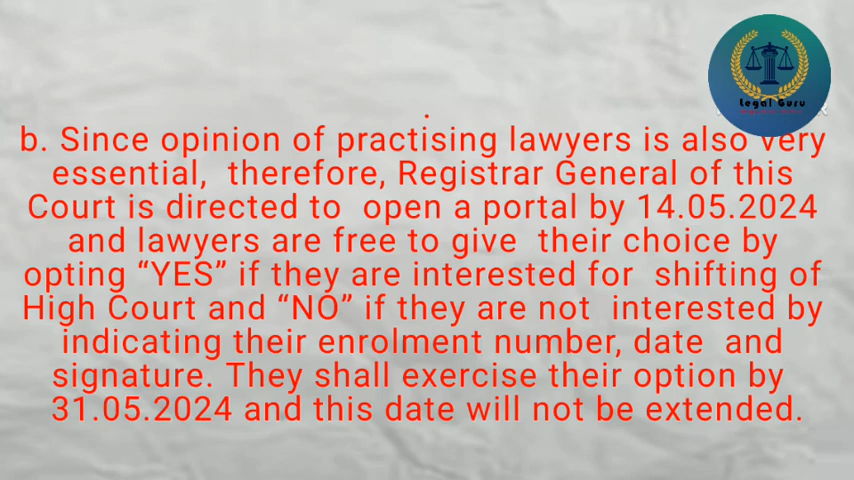 Legal Guru
.
b. Since opinion of practising lawyers is also very
essential, therefore, Registrar General of this
Court is directed to open a portal by 14.05.2024
and lawyers are free to give their choice by
opting “YES” if they are interested for shifting of
High Court and “NO” if they are not interested by
indicating their enrolment number, date and
signature. They shall exercise their option by
31.05.2024 and this date will not be extended.